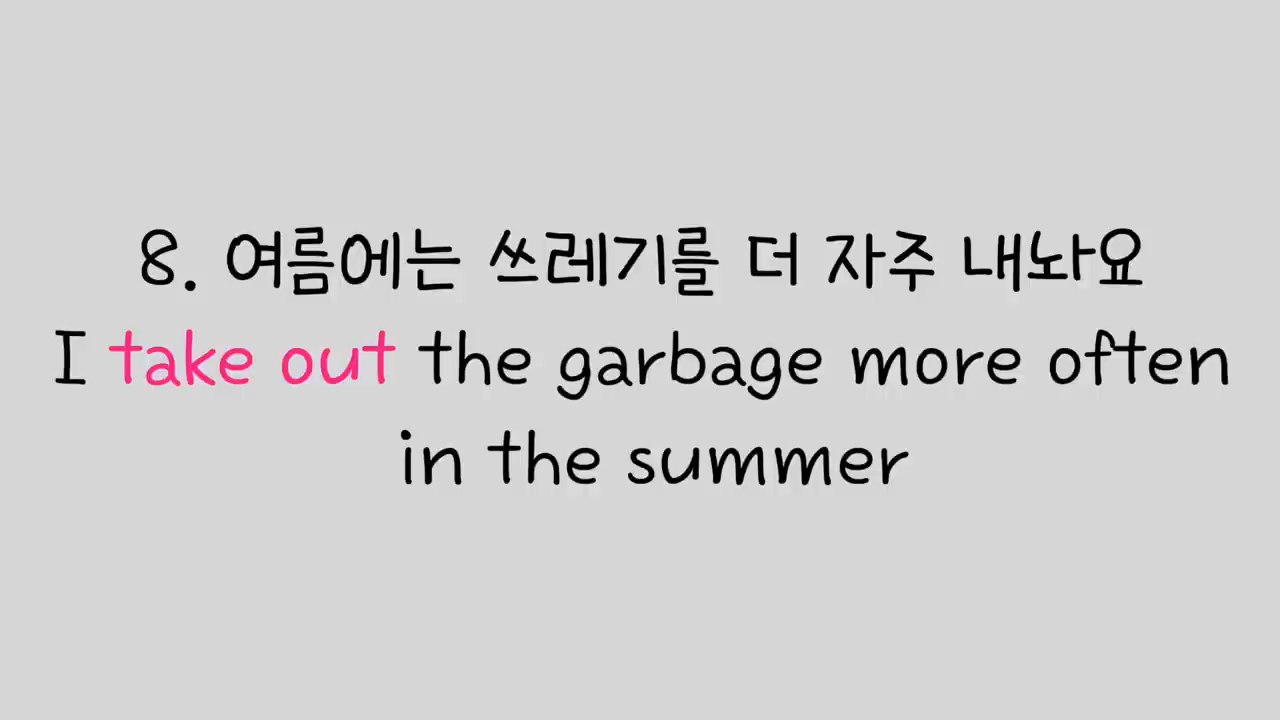 8. 여름에는 쓰레기를 더 자주 내놔요
I take out the garbage more often
in the summer